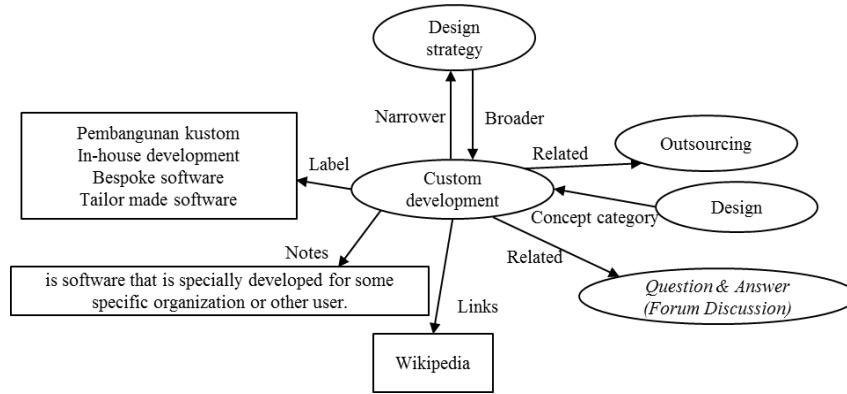 Design
strategy
Narrower
Broader
Pembangunan kustom
In-house development
Bespoke software
Tailor made software
Label
Custom
development
Related
Outsourcing
Concept category
Design
Notes
is software that is specially developed for some
specific organization or other user.
Related
Question & Answer
(Forum Discussion)
Links
Wikipedia